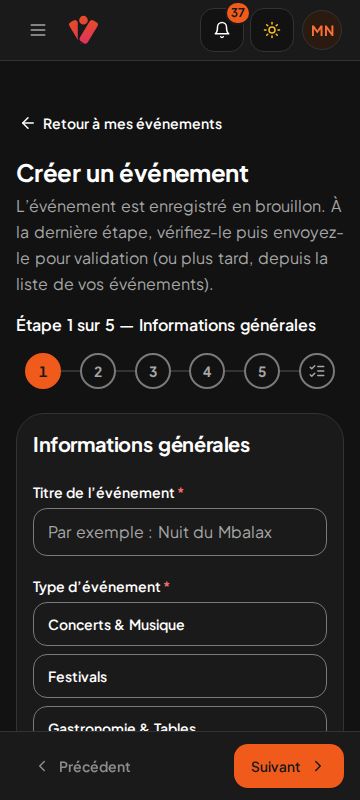 37
MN
Retour à mes événements
Créer un événement
L’événement est enregistré en brouillon. À
la dernière étape, vérifiez-le puis envoyez-
le pour validation (ou plus tard, depuis la
liste de vos événements).
Étape 1 sur 5 — Informations générales
1 2 3 4 5
Informations générales
Titre de l’événement *
Par exemple : Nuit du Mbalax
Type d’événement *
Concerts & Musique
Festivals
Gastronomie & Tables
Précédent
Suivant